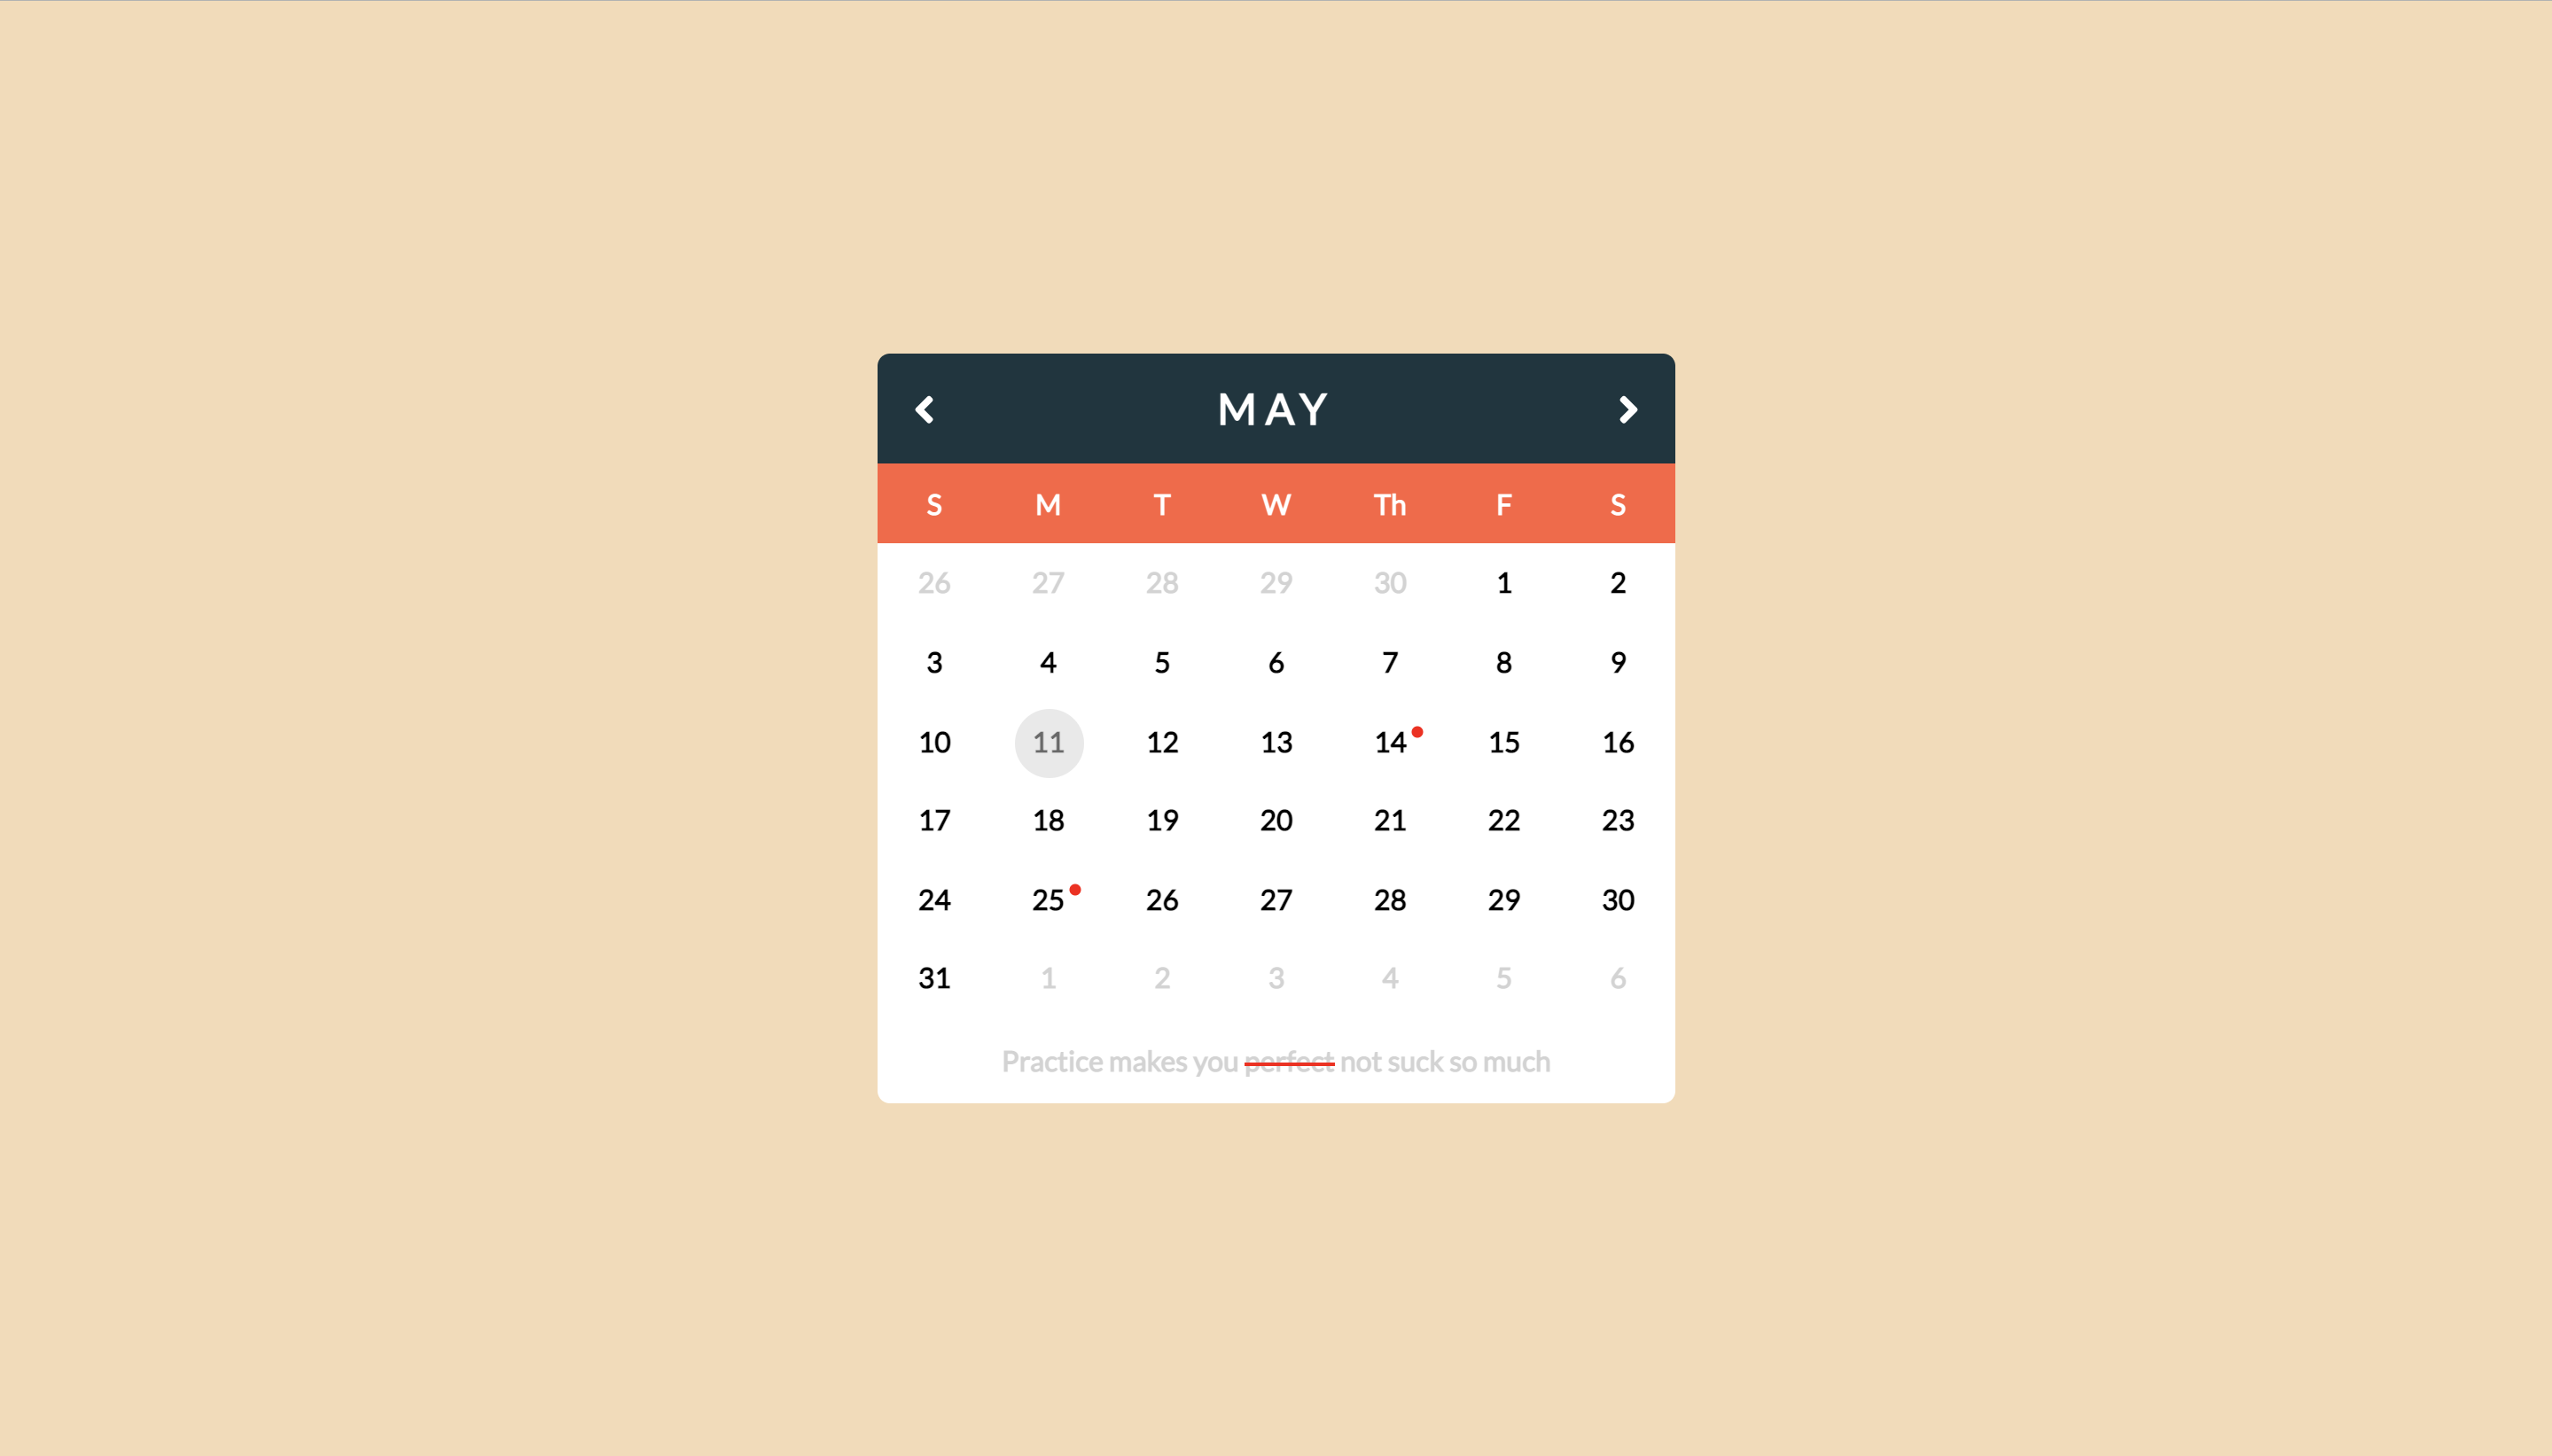 MAY
S M T W Th F S
26 27 28 29 30 1 2
3 4 5 6 7 8 9
10 11 12 13 14 15 16
17 18 19 20 21 22 23
24 25 26 27 28 29 30
31 1 2 3 4 5 6
Practice makes you perfect not suck so much